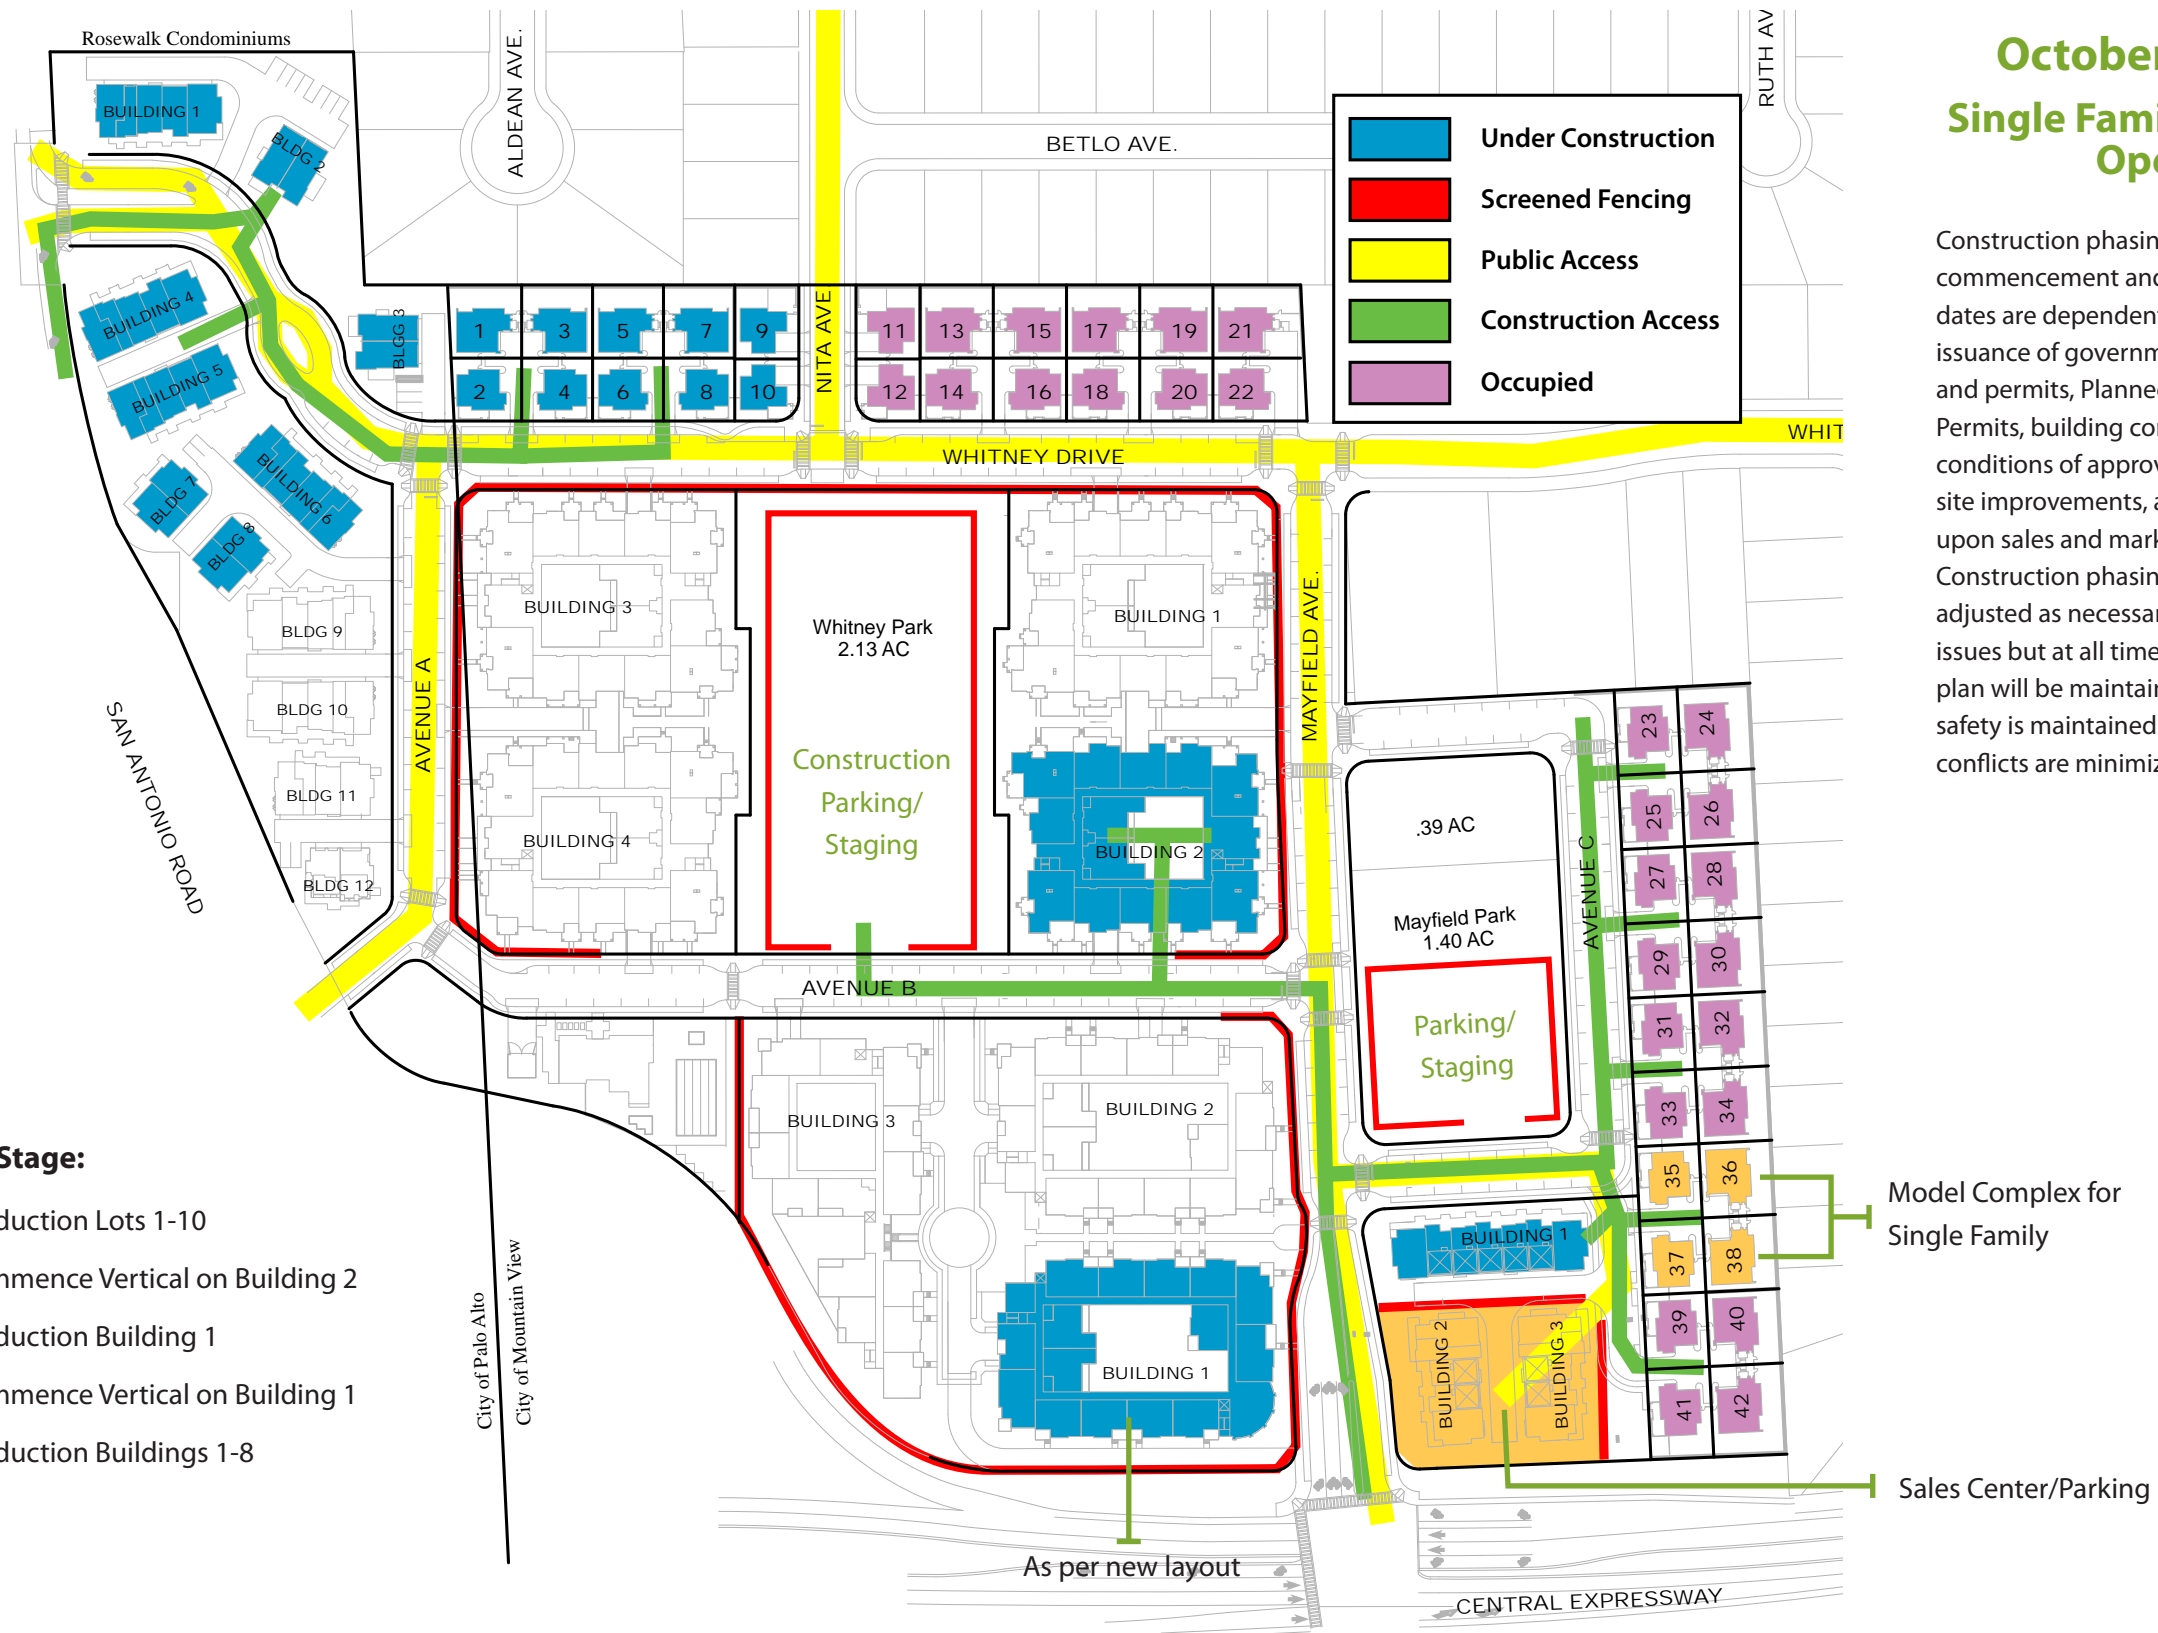 Rosewalk Condominiums
BUILDING 1
BLDG 2
BUILDING 4
BUILDING 5
BLGG 3
BUILDING 6
BLDG 7
BLDG 8
BLDG 9
BLDG 10
BLDG 11
BLDG 12
SAN ANTONIO ROAD
AVENUE A
ALDEAN AVE.
NITA AVE
BETLO AVE.
RUTH AV
Under Construction
Screened Fencing
Public Access
Construction Access
Occupied
1 3 5 7 9
2 4 6 8 10
11 13 15 17 19 21
12 14 16 18 20 22
WHITNEY DRIVE
WHIT
BUILDING 3
BUILDING 4
Whitney Park
2.13 AC
Construction
Parking/
Staging
BUILDING 1
BUILDING 2
MAYFIELD AVE.
AVENUE B
.39 AC
Mayfield Park
1.40 AC
Parking/
Staging
AVENUE C
23 24
25 26
27 28
29 30
31 32
33 34
35 36
37 38
39 40
41 42
BUILDING 3
BUILDING 2
BUILDING 1
BUILDING 1
BUILDING 2
BUILDING 3
Model Complex for
Single Family
Sales Center/Parking
As per new layout
CENTRAL EXPRESSWAY
City of Palo Alto
City of Mountain View
Stage:
duction Lots 1-10
mmence Vertical on Building 2
duction Building 1
mmence Vertical on Building 1
duction Buildings 1-8
October
Single Fami
Ope
Construction phasin
commencement and
dates are dependent
issuance of governm
and permits, Planned
Permits, building con
conditions of approv
site improvements, a
upon sales and mark
Construction phasin
adjusted as necessar
issues but at all time
plan will be maintain
safety is maintained
conflicts are minimiz